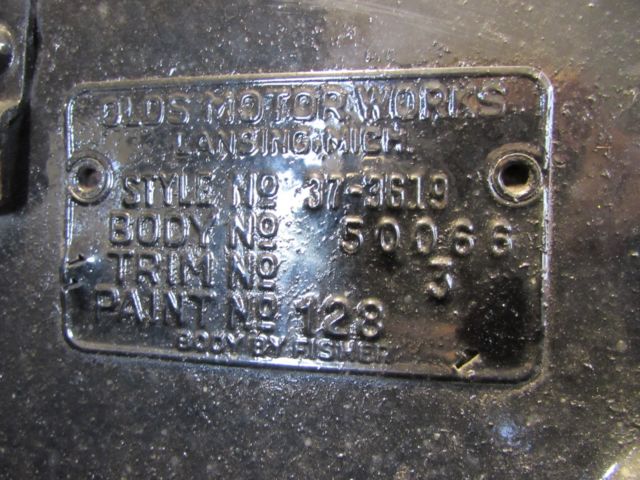 OLDS MOTOR WORKS
LANSING, MICH.
STYLE NO 37-3619
BODY NO 50066
TRIM NO 3
PAINT NO 128
BODY BY FISHER